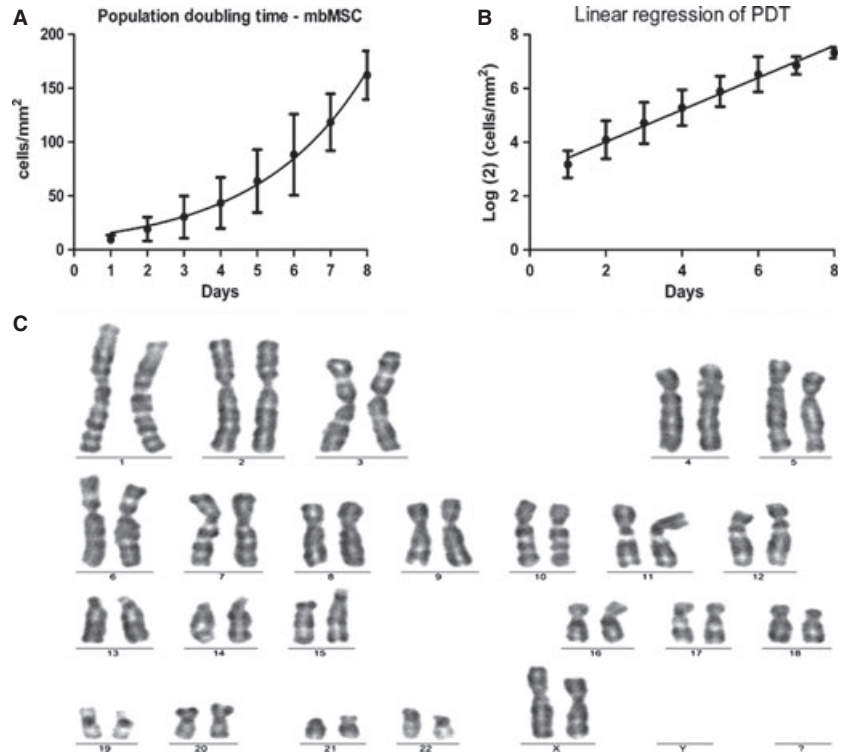 A
Population doubling time - mbMSC
200
150
100
50
0
cells/mm²
0 1 2 3 4 5 6 7 8
Days
B
Linear regression of PDT
8
6
4
2
0
Log (2) (cells/mm²)
0 2 4 6 8
Days
C
1 2 3 4 5
6 7 8 9 10 11 12
13 14 15 16 17 18
19 20 21 22 X Y ?